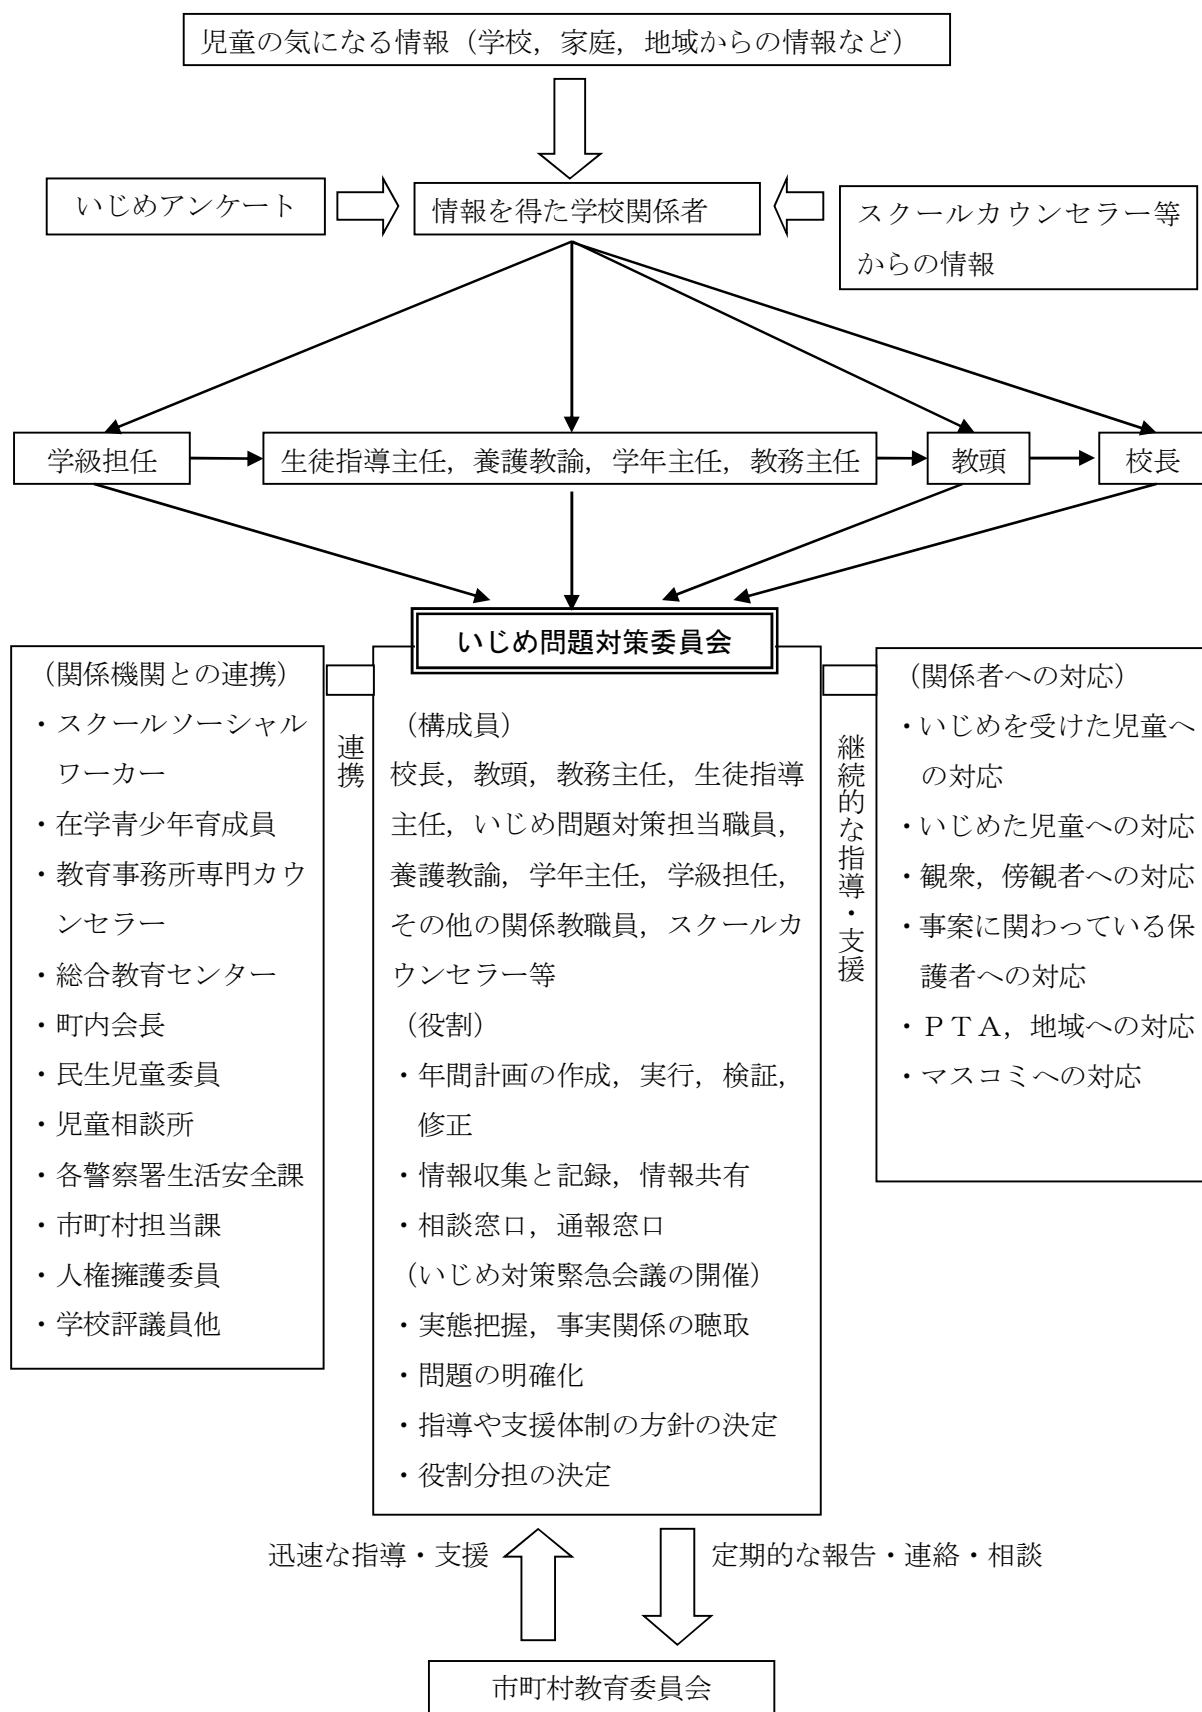 児童の気になる情報（学校，家庭，地域からの情報など）
いじめアンケート
情報を得た学校関係者
スクールカウンセラー等
からの情報
学級担任
生徒指導主任，養護教諭，学年主任，教務主任
教頭
校長
いじめ問題対策委員会
（関係機関との連携）
・スクールソーシャル
ワーカー
・在学青少年育成員
・教育事務所専門カウ
ンセラー
・総合教育センター
・町内会長
・民生児童委員
・児童相談所
・各警察署生活安全課
・市町村担当課
・人権擁護委員
・学校評議員他
連携
（構成員）
校長，教頭，教務主任，生徒指導
主任，いじめ問題対策担当職員，
養護教諭，学年主任，学級担任，
その他の関係教職員，スクールカ
ウンセラー等
（役割）
・年間計画の作成，実行，検証，
修正
・情報収集と記録，情報共有
・相談窓口，通報窓口
（いじめ対策緊急会議の開催）
・実態把握，事実関係の聴取
・問題の明確化
・指導や支援体制の方針の決定
・役割分担の決定
継続的な指導・支援
（関係者への対応）
・いじめを受けた児童へ
の対応
・いじめた児童への対応
・観衆，傍観者への対応
・事案に関わっている保
護者への対応
・ＰＴＡ，地域への対応
・マスコミへの対応
迅速な指導・支援
定期的な報告・連絡・相談
市町村教育委員会